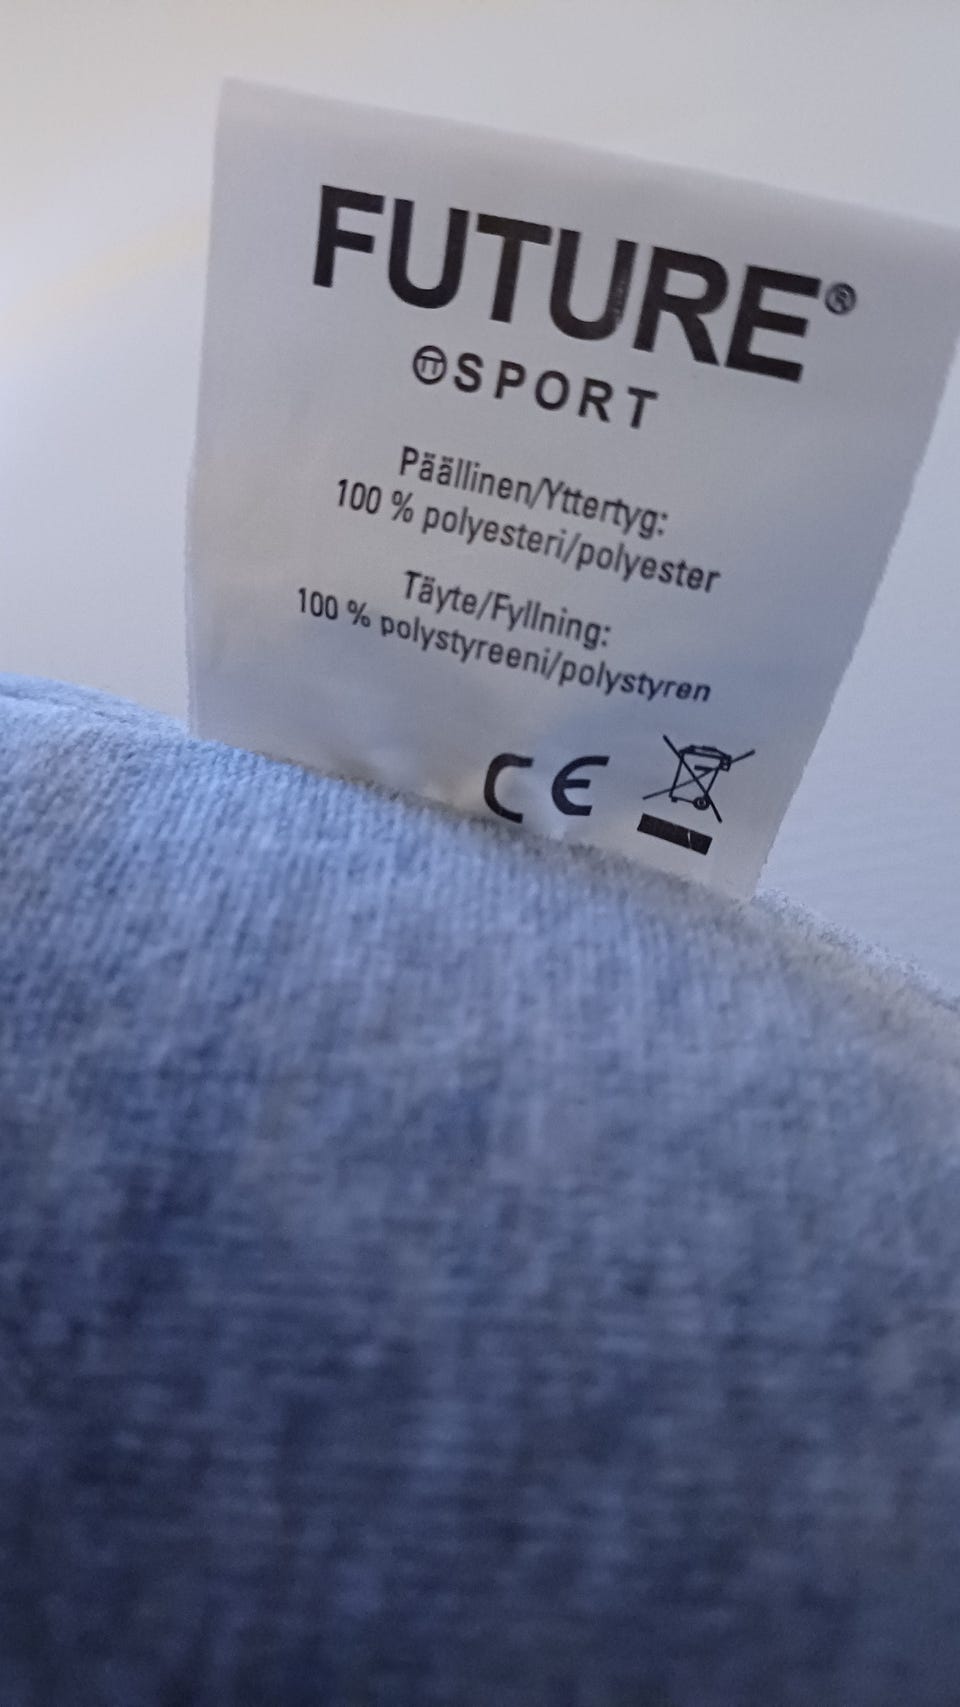 FUTURE®
SPORT
Päällinen/Yttertyg:
100 % polyesteri/polyester
Täyte/Fyllning:
100 % polystyreeni/polystyren
CE